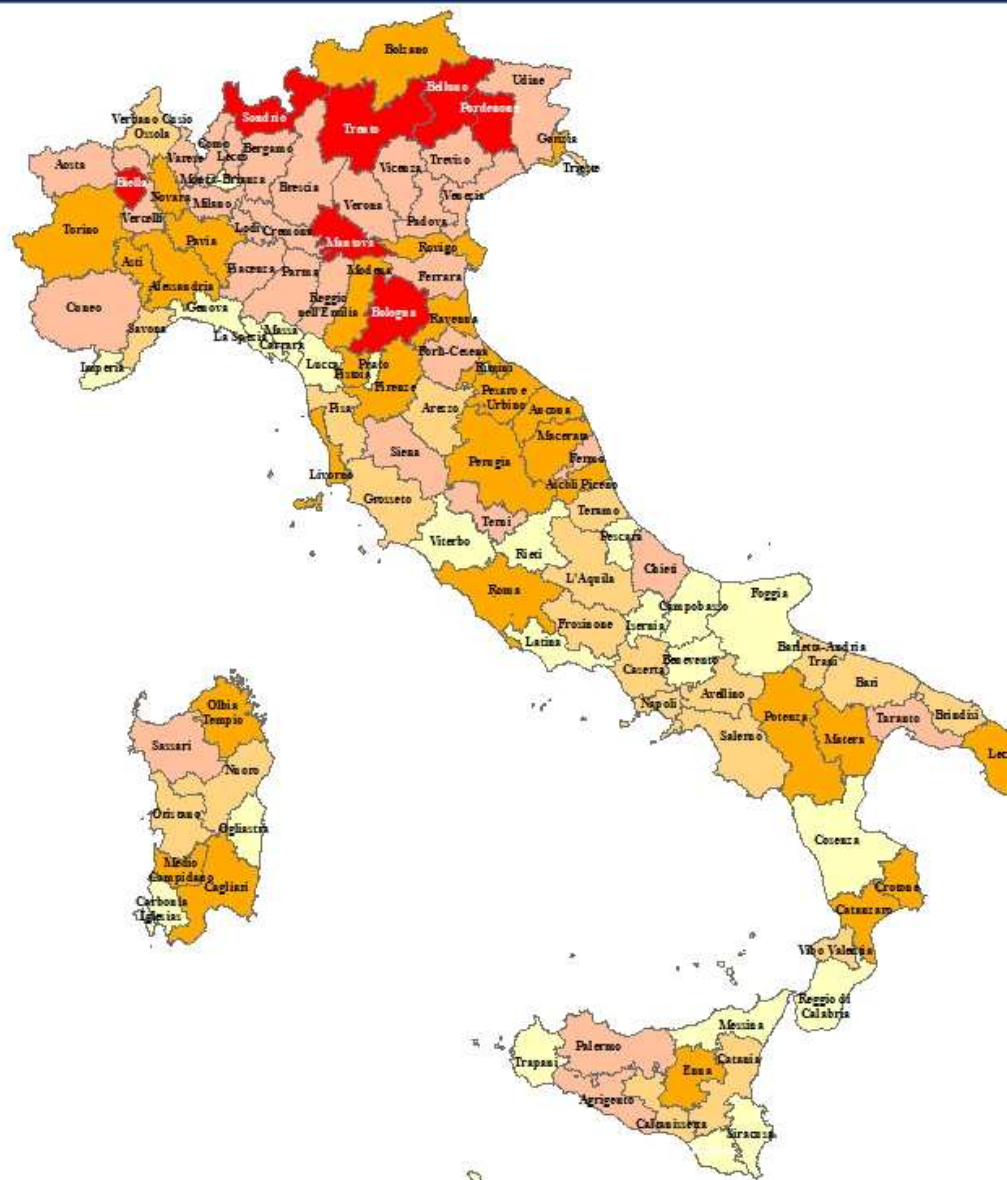 Bolzano
Belluno
Udine
Sondrio
Pordenone
Trento
Verbano Cusio
Ossola
Gorizia
Como
Lecco
Bergamo
Varese
Treviso
Vicenza
Trieste
Aosta
Biella
Monza-Brianza
Brescia
Novara
Milano
Verona
Venezia
Vercelli
Padova
Torino
Lodi
Cremona
Pavia
Mantova
Rovigo
Asti
Piacenza
Parma
Modena
Ferrara
Alessandria
Cuneo
Reggio
nell'Emilia
Genova
Bologna
Ravenna
Savona
La Spezia
Massa
Carrara
Forlì-Cesena
Imperia
Lucca
Prato
Pistoia
Rimini
Firenze
Pesaro e
Urbino
Pisa
Arezzo
Ancona
Macerata
Siena
Fermo
Perugia
Livorno
Ascoli Piceno
Grosseto
Teramo
Terni
Pescara
Viterbo
Rieti
Chieti
L'Aquila
Roma
Foggia
Campobasso
Frosinone
Isernia
Latina
Barletta-Andria
Trani
Benevento
Caserta
Bari
Avellino
Napoli
Olbia
Tempio
Potenza
Taranto
Brindisi
Salerno
Matera
Lec
Sassari
Nuoro
Oristano
Ogliastra
Cosenza
Medio
Campidano
Cagliari
Crotone
Carbonia
Iglesias
Catanzaro
Vibo Valentia
Reggio di
Calabria
Messina
Palermo
Trapani
Catania
Enna
Agrigento
Caltanissetta
Siracusa